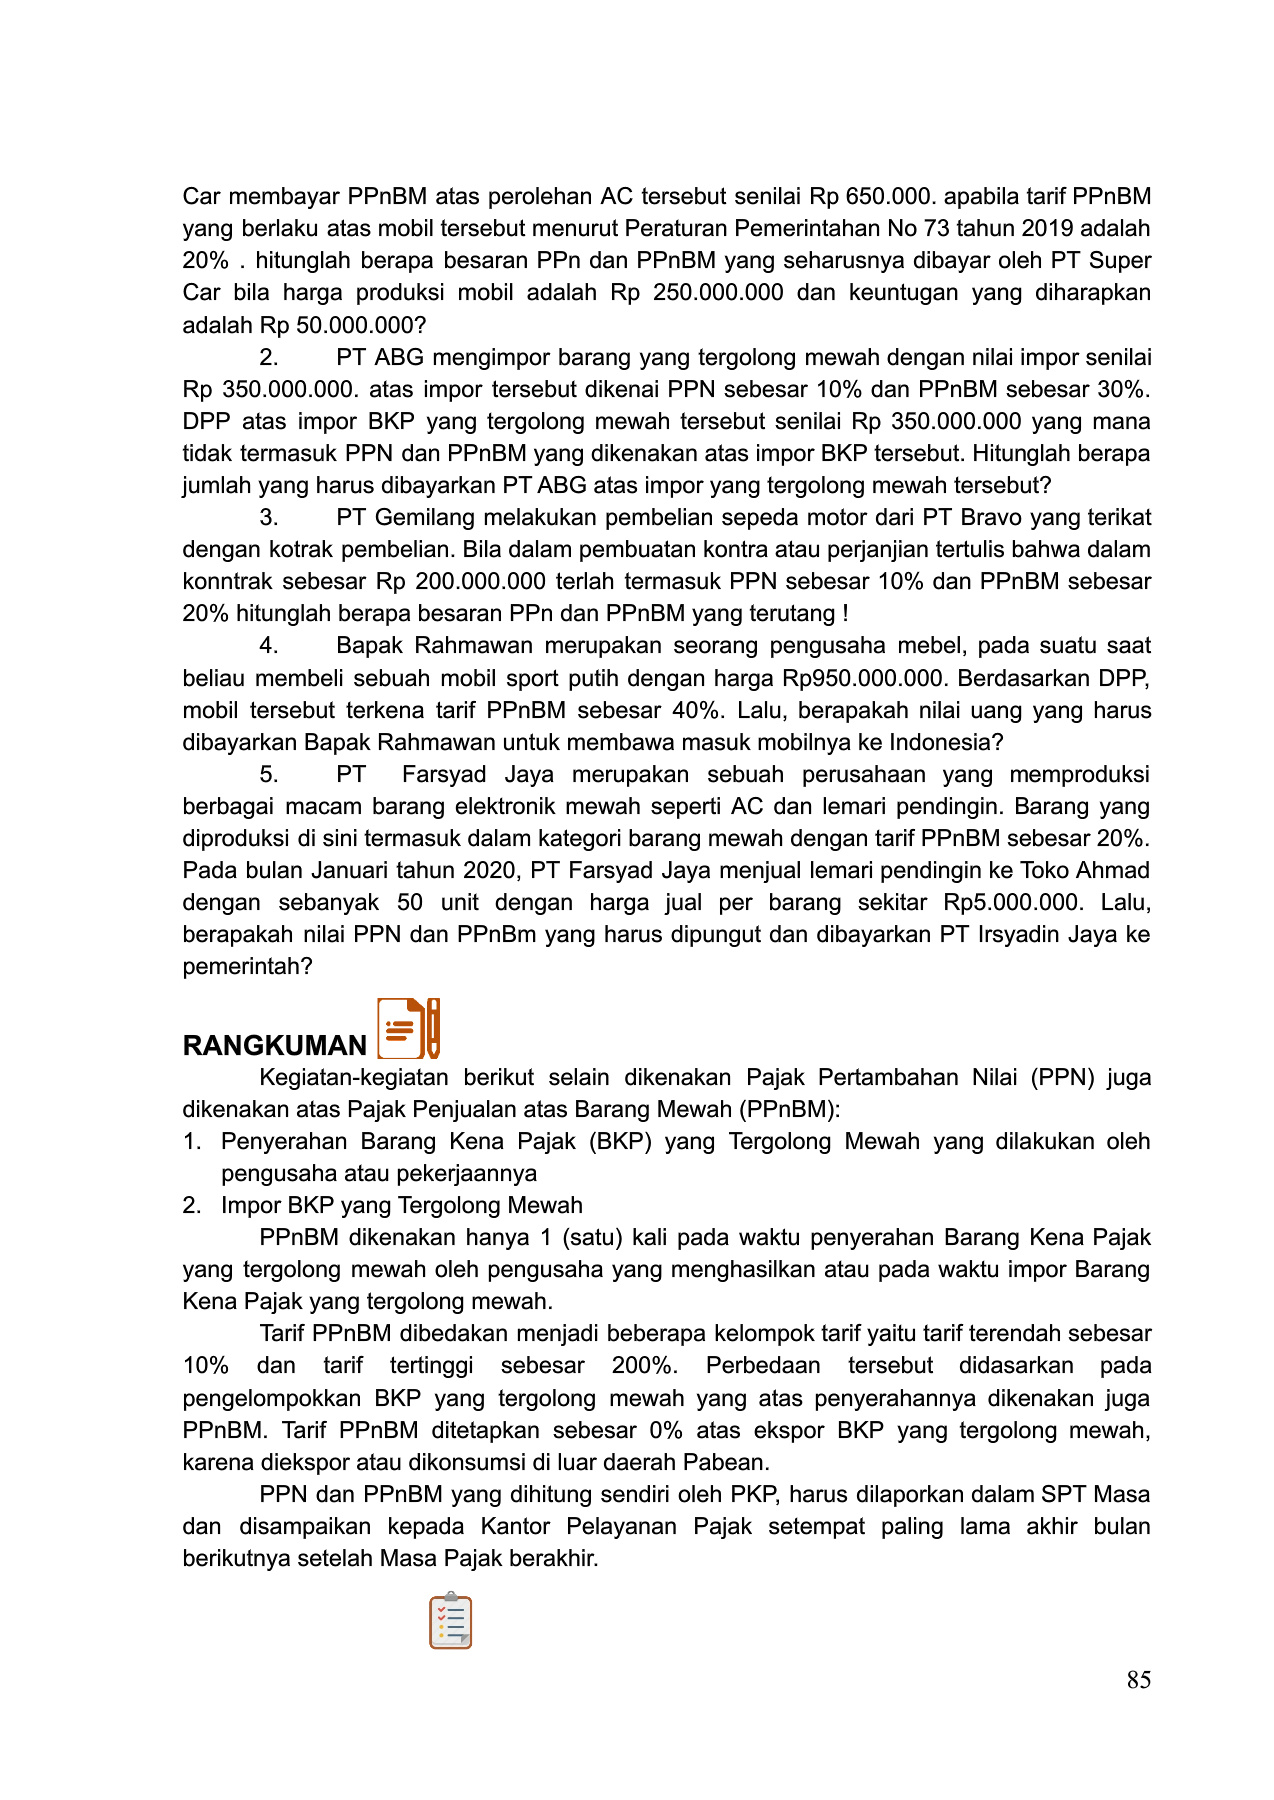 Car membayar PPnBM atas perolehan AC tersebut senilai Rp 650.000. apabila tarif PPnBM
yang berlaku atas mobil tersebut menurut Peraturan Pemerintahan No 73 tahun 2019 adalah
20% . hitunglah berapa besaran PPn dan PPnBM yang seharusnya dibayar oleh PT Super
Car bila harga produksi mobil adalah Rp 250.000.000 dan keuntugan yang diharapkan
adalah Rp 50.000.000?
2. PT ABG mengimpor barang yang tergolong mewah dengan nilai impor senilai
Rp 350.000.000. atas impor tersebut dikenai PPN sebesar 10% dan PPnBM sebesar 30%.
DPP atas impor BKP yang tergolong mewah tersebut senilai Rp 350.000.000 yang mana
tidak termasuk PPN dan PPnBM yang dikenakan atas impor BKP tersebut. Hitunglah berapa
jumlah yang harus dibayarkan PT ABG atas impor yang tergolong mewah tersebut?
3. PT Gemilang melakukan pembelian sepeda motor dari PT Bravo yang terikat
dengan kotrak pembelian. Bila dalam pembuatan kontra atau perjanjian tertulis bahwa dalam
konntrak sebesar Rp 200.000.000 terlah termasuk PPN sebesar 10% dan PPnBM sebesar
20% hitunglah berapa besaran PPn dan PPnBM yang terutang !
4. Bapak Rahmawan merupakan seorang pengusaha mebel, pada suatu saat
beliau membeli sebuah mobil sport putih dengan harga Rp950.000.000. Berdasarkan DPP,
mobil tersebut terkena tarif PPnBM sebesar 40%. Lalu, berapakah nilai uang yang harus
dibayarkan Bapak Rahmawan untuk membawa masuk mobilnya ke Indonesia?
5. PT Farsyad Jaya merupakan sebuah perusahaan yang memproduksi
berbagai macam barang elektronik mewah seperti AC dan lemari pendingin. Barang yang
diproduksi di sini termasuk dalam kategori barang mewah dengan tarif PPnBM sebesar 20%.
Pada bulan Januari tahun 2020, PT Farsyad Jaya menjual lemari pendingin ke Toko Ahmad
dengan sebanyak 50 unit dengan harga jual per barang sekitar Rp5.000.000. Lalu,
berapakah nilai PPN dan PPnBm yang harus dipungut dan dibayarkan PT Irsyadin Jaya ke
pemerintah?
RANGKUMAN
Kegiatan-kegiatan berikut selain dikenakan Pajak Pertambahan Nilai (PPN) juga
dikenakan atas Pajak Penjualan atas Barang Mewah (PPnBM):
1. Penyerahan Barang Kena Pajak (BKP) yang Tergolong Mewah yang dilakukan oleh
pengusaha atau pekerjaannya
2. Impor BKP yang Tergolong Mewah
PPnBM dikenakan hanya 1 (satu) kali pada waktu penyerahan Barang Kena Pajak
yang tergolong mewah oleh pengusaha yang menghasilkan atau pada waktu impor Barang
Kena Pajak yang tergolong mewah.
Tarif PPnBM dibedakan menjadi beberapa kelompok tarif yaitu tarif terendah sebesar
10% dan tarif tertinggi sebesar 200%. Perbedaan tersebut didasarkan pada
pengelompokkan BKP yang tergolong mewah yang atas penyerahannya dikenakan juga
PPnBM. Tarif PPnBM ditetapkan sebesar 0% atas ekspor BKP yang tergolong mewah,
karena diekspor atau dikonsumsi di luar daerah Pabean.
PPN dan PPnBM yang dihitung sendiri oleh PKP, harus dilaporkan dalam SPT Masa
dan disampaikan kepada Kantor Pelayanan Pajak setempat paling lama akhir bulan
berikutnya setelah Masa Pajak berakhir.
85